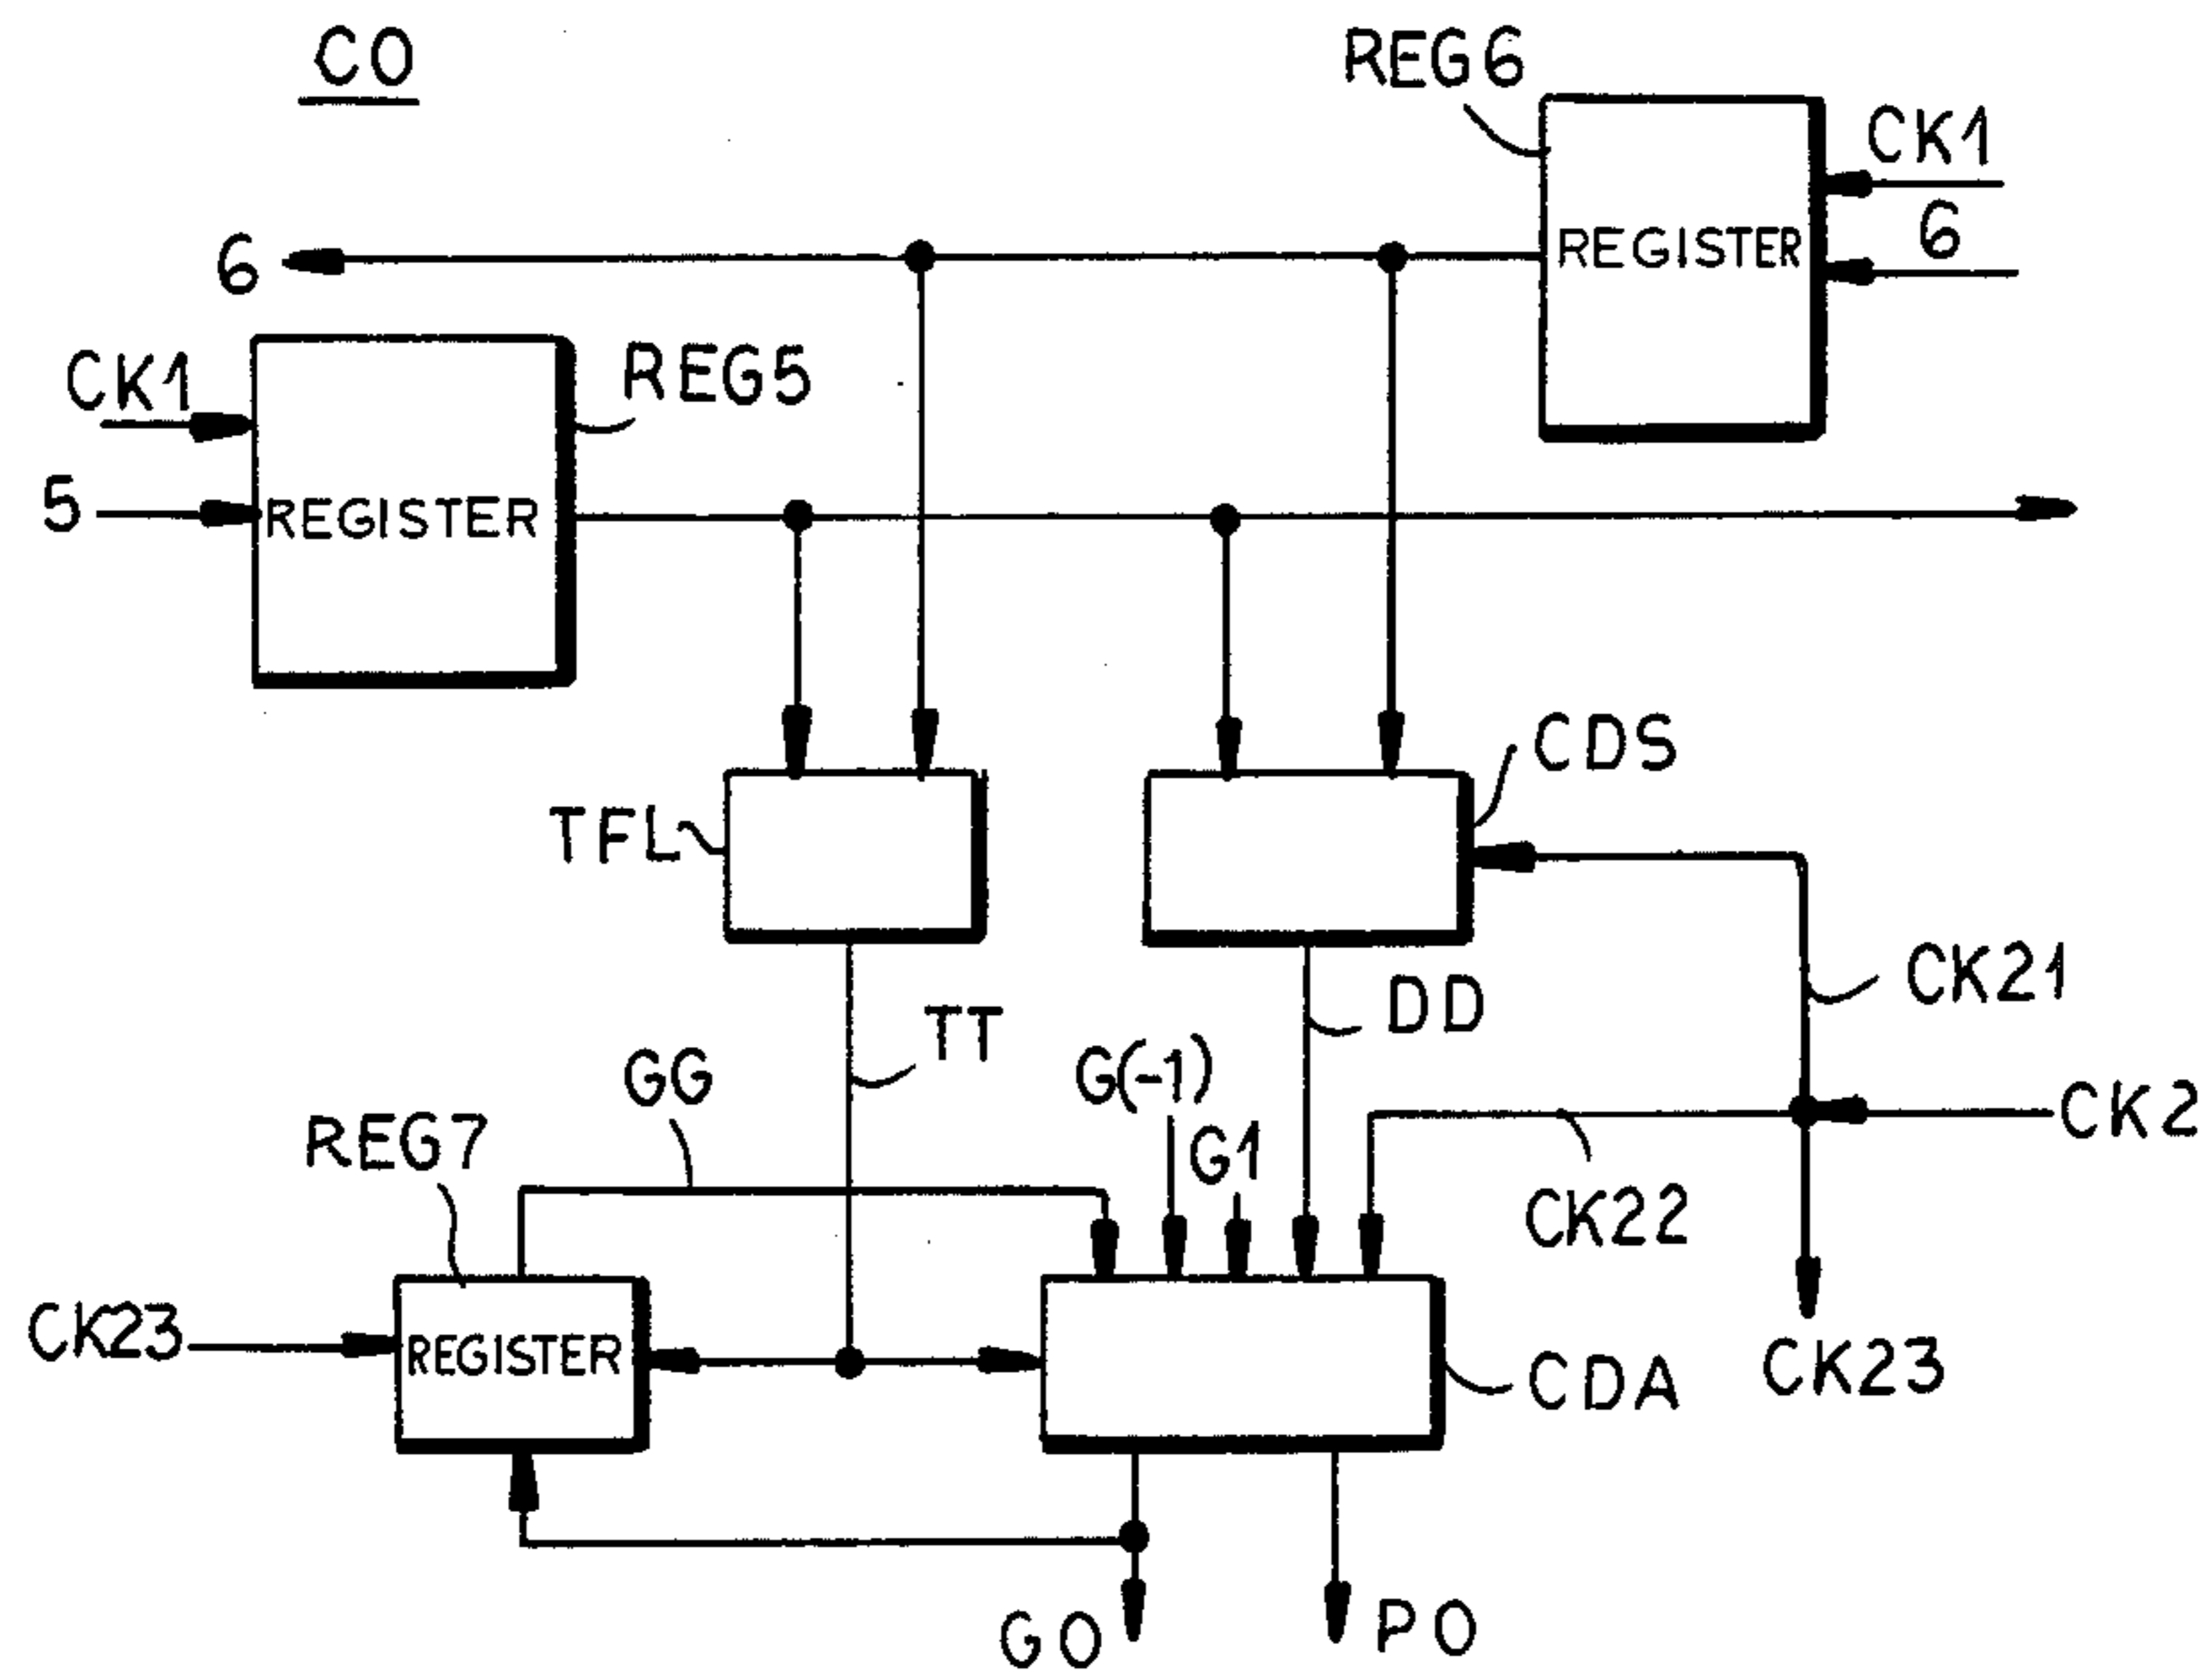 CO
REG6
CK1
6
REGISTER
6
CK1
REG5
5
REGISTER
CDS
TFL
CK21
DD
TT
G(-1)
GG
CK2
REG7
G1
CK22
CK23
REGISTER
CDA
CK23
GO
PO